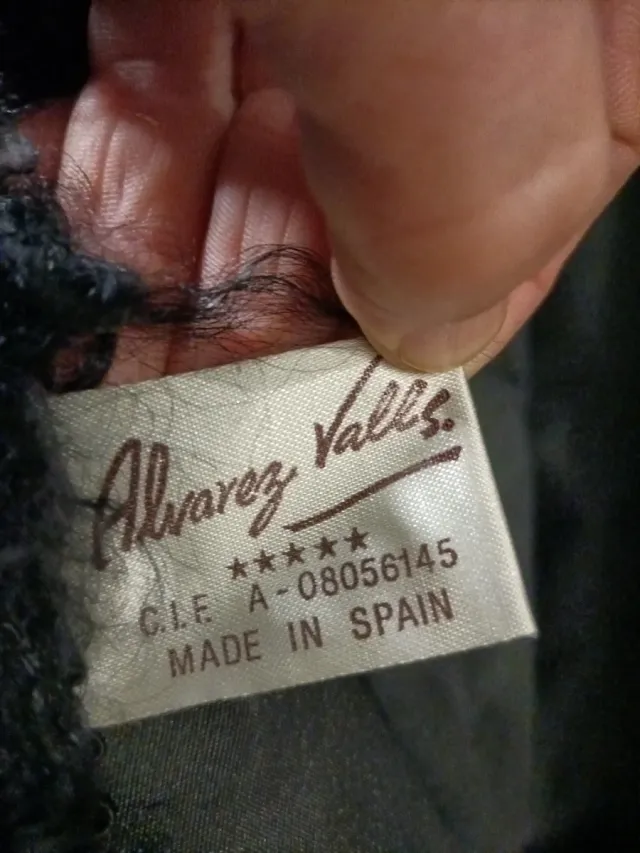 Alvarez Valls.
★★★★★
C.I.F. A-08056145
MADE IN SPAIN